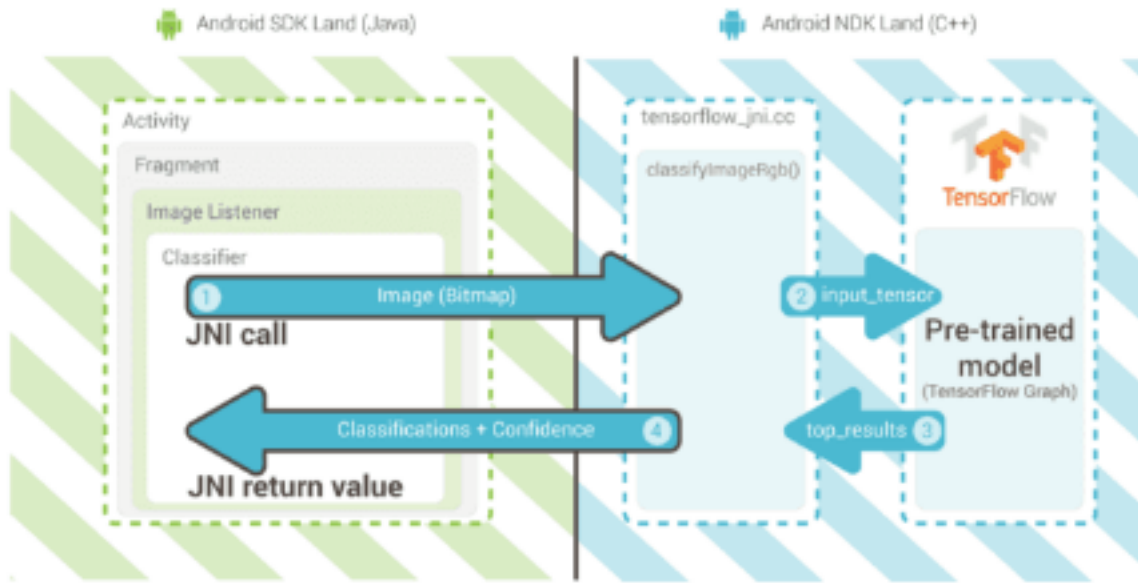 Android SDK Land (Java)
Android NDK Land (C++)
Activity
Fragment
Image Listener
Classifier
1 Image (Bitmap)
JNI call
Classifications + Confidence 4
JNI return value
tensorflow_jni.cc
classifyImageRgb()
2 input_tensor
top_results 3
TensorFlow
Pre-trained
model
(TensorFlow Graph)